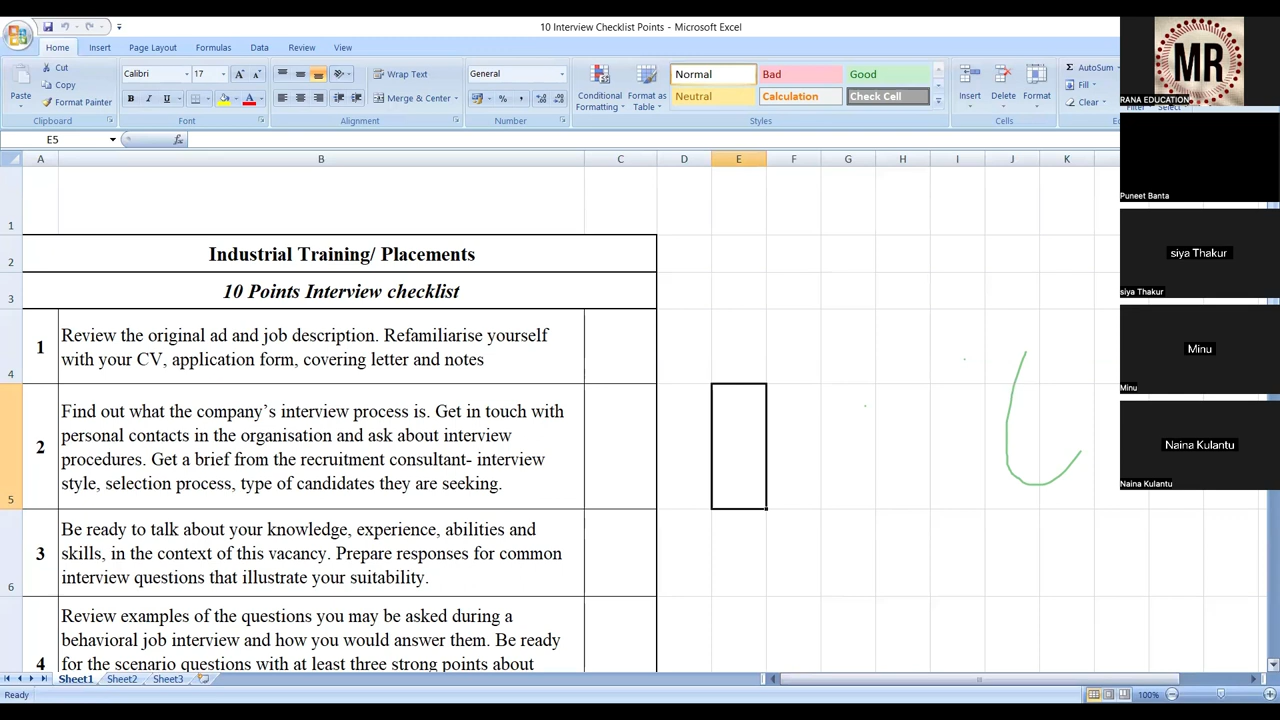 10 Interview Checklist Points - Microsoft Excel
Home Insert Page Layout Formulas Data Review View
Paste
Cut
Copy
Format Painter
Clipboard
Calibri 17
B I U
Font
Wrap Text
Merge & Center
Alignment
General
Number
Conditional Formatting
Format as Table
Normal Bad Good
Neutral Calculation Check Cell
Styles
Insert Delete Format
Cells
AutoSum
Fill
Clear
Filter Select
E5
fx
A B C D E F G H I J K
1
2 Industrial Training/ Placements
3 10 Points Interview checklist
4
1 Review the original ad and job description. Refamiliarise yourself
with your CV, application form, covering letter and notes
5
2 Find out what the company’s interview process is. Get in touch with
personal contacts in the organisation and ask about interview
procedures. Get a brief from the recruitment consultant- interview
style, selection process, type of candidates they are seeking.
6
3 Be ready to talk about your knowledge, experience, abilities and
skills, in the context of this vacancy. Prepare responses for common
interview questions that illustrate your suitability.
4 Review examples of the questions you may be asked during a
behavioral job interview and how you would answer them. Be ready
for the scenario questions with at least three strong points about
Sheet1 Sheet2 Sheet3
Ready
100%
MR
RANA EDUCATION
Puneet Banta
siya Thakur
siya Thakur
Minu
Minu
Naina Kulantu
Naina Kulantu